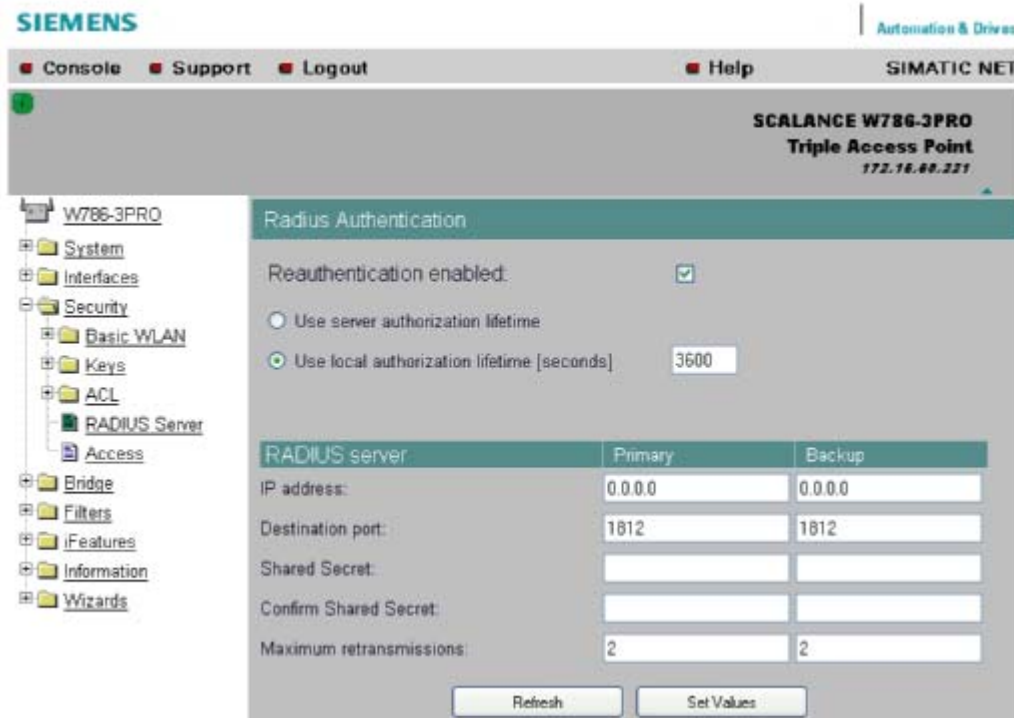 SIEMENS
Automation & Drives
Console Support Logout Help SIMATIC NET
SCALANCE W786-3PRO
Triple Access Point
172.16.60.221
W786-3PRO
System
Interfaces
Security
Basic WLAN
Keys
ACL
RADIUS Server
Access
Bridge
Filters
iFeatures
Information
Wizards
Radius Authentication
Reauthentication enabled:
Use server authorization lifetime
Use local authorization lifetime [seconds] 3600
RADIUS server Primary Backup
IP address: 0.0.0.0 0.0.0.0
Destination port: 1812 1812
Shared Secret:
Confirm Shared Secret:
Maximum retransmissions: 2 2
Refresh Set Values